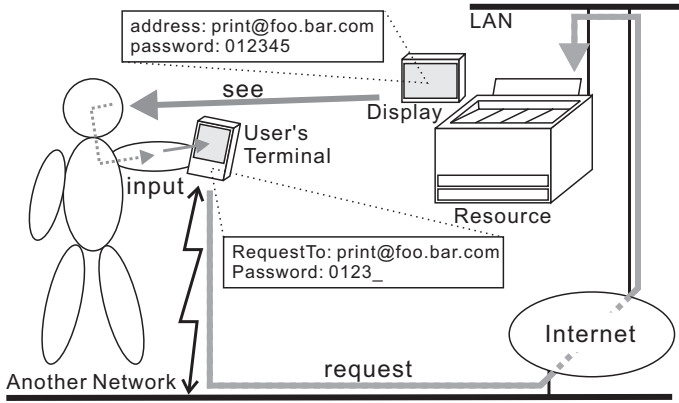 address: print@foo.bar.com
password: 012345
LAN
see
Display
User's
Terminal
input
Resource
RequestTo: print@foo.bar.com
Password: 0123_
Internet
request
Another Network